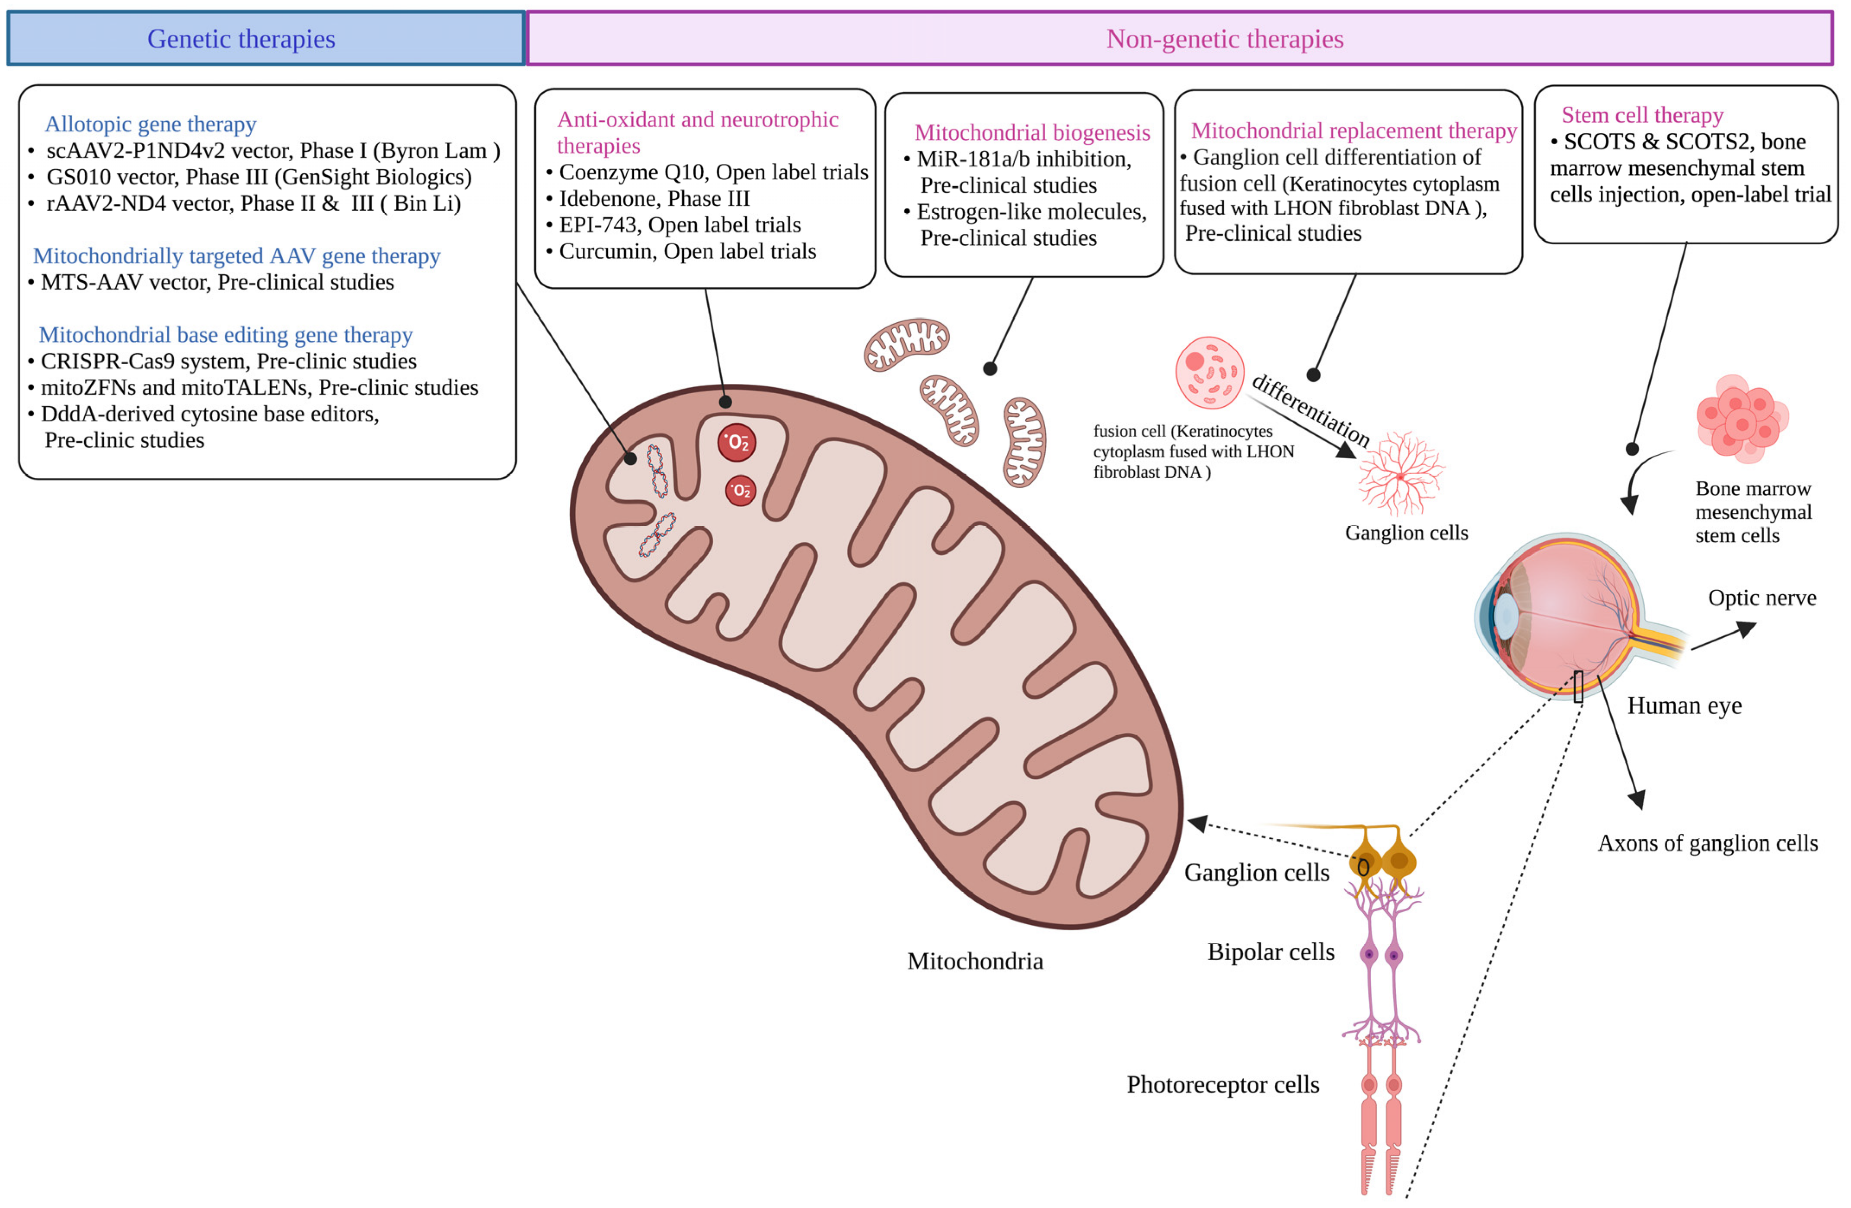 Genetic therapies
Non-genetic therapies
Allotopic gene therapy
• scAAV2-P1ND4v2 vector, Phase I (Byron Lam )
• GS010 vector, Phase III (GenSight Biologics)
• rAAV2-ND4 vector, Phase II & III ( Bin Li)
Mitochondrially targeted AAV gene therapy
• MTS-AAV vector, Pre-clinical studies
Mitochondrial base editing gene therapy
• CRISPR-Cas9 system, Pre-clinic studies
• mitoZFNs and mitoTALENs, Pre-clinic studies
• DddA-derived cytosine base editors,
Pre-clinic studies
Anti-oxidant and neurotrophic
therapies
• Coenzyme Q10, Open label trials
• Idebenone, Phase III
• EPI-743, Open label trials
• Curcumin, Open label trials
Mitochondrial biogenesis
• MiR-181a/b inhibition,
Pre-clinical studies
• Estrogen-like molecules,
Pre-clinical studies
Mitochondrial replacement therapy
• Ganglion cell differentiation of
fusion cell (Keratinocytes cytoplasm
fused with LHON fibroblast DNA ),
Pre-clinical studies
Stem cell therapy
• SCOTS & SCOTS2, bone
marrow mesenchymal stem
cells injection, open-label trial
·O₂⁻
·O₂⁻
differentiation
fusion cell (Keratinocytes
cytoplasm fused with LHON
fibroblast DNA )
Ganglion cells
Bone marrow
mesenchymal
stem cells
Optic nerve
Human eye
Axons of ganglion cells
Ganglion cells
Bipolar cells
Mitochondria
Photoreceptor cells